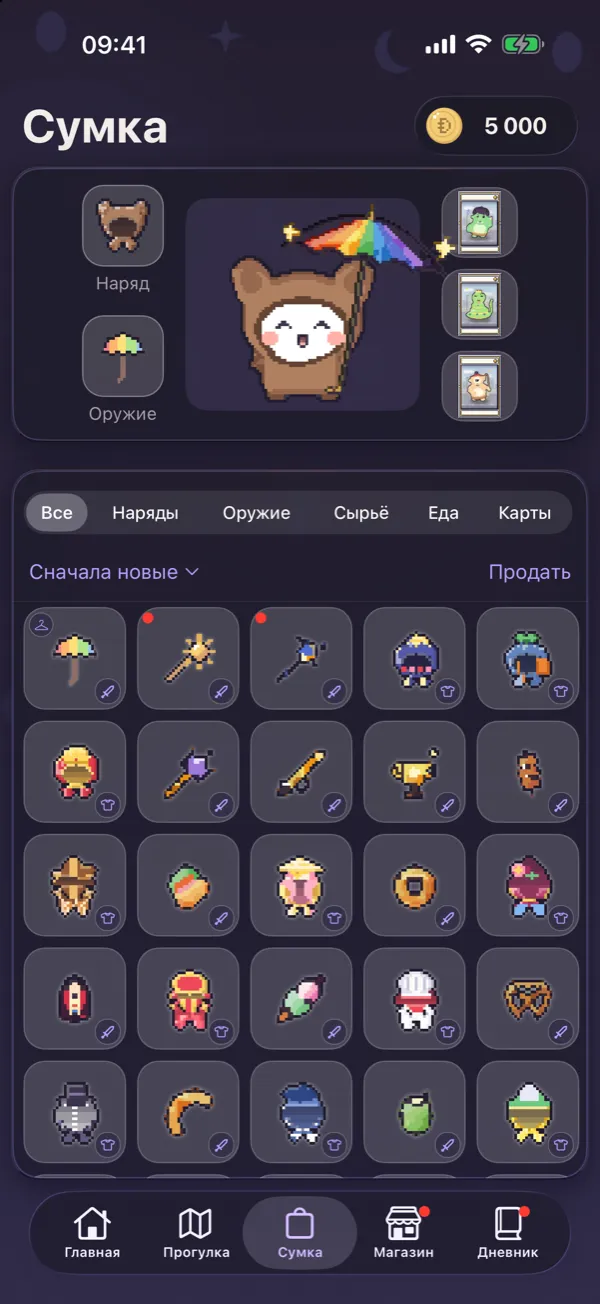 09:41
Сумка
5 000
Наряд
Оружие
Все Наряды Оружие Сырьё Еда Карты
Сначала новые
Продать
Главная Прогулка Сумка Магазин Дневник